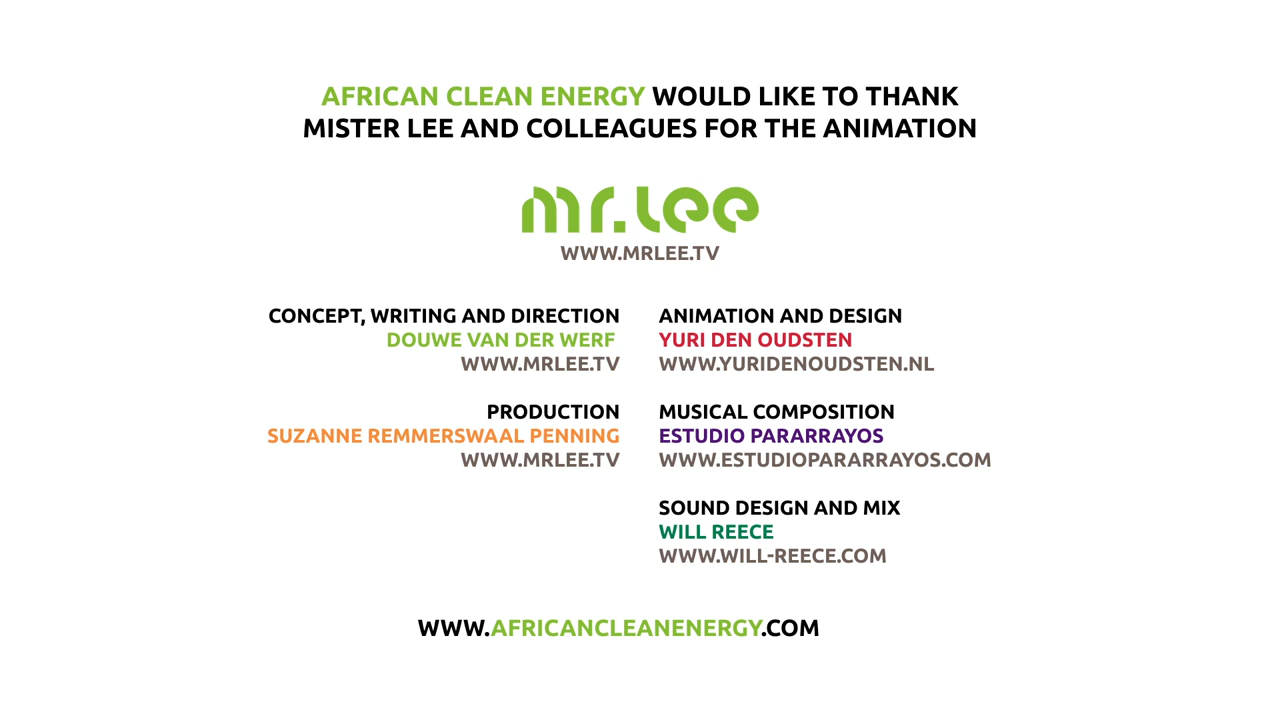 AFRICAN CLEAN ENERGY WOULD LIKE TO THANK
MISTER LEE AND COLLEAGUES FOR THE ANIMATION
mr.Lee
WWW.MRLEE.TV
CONCEPT, WRITING AND DIRECTION
DOUWE VAN DER WERF
WWW.MRLEE.TV
PRODUCTION
SUZANNE REMMERSWAAL PENNING
WWW.MRLEE.TV
ANIMATION AND DESIGN
YURI DEN OUDSTEN
WWW.YURIDENOUDSTEN.NL
MUSICAL COMPOSITION
ESTUDIO PARARRAYOS
WWW.ESTUDIOPARARRAYOS.COM
SOUND DESIGN AND MIX
WILL REECE
WWW.WILL-REECE.COM
WWW.AFRICANCLEANENERGY.COM